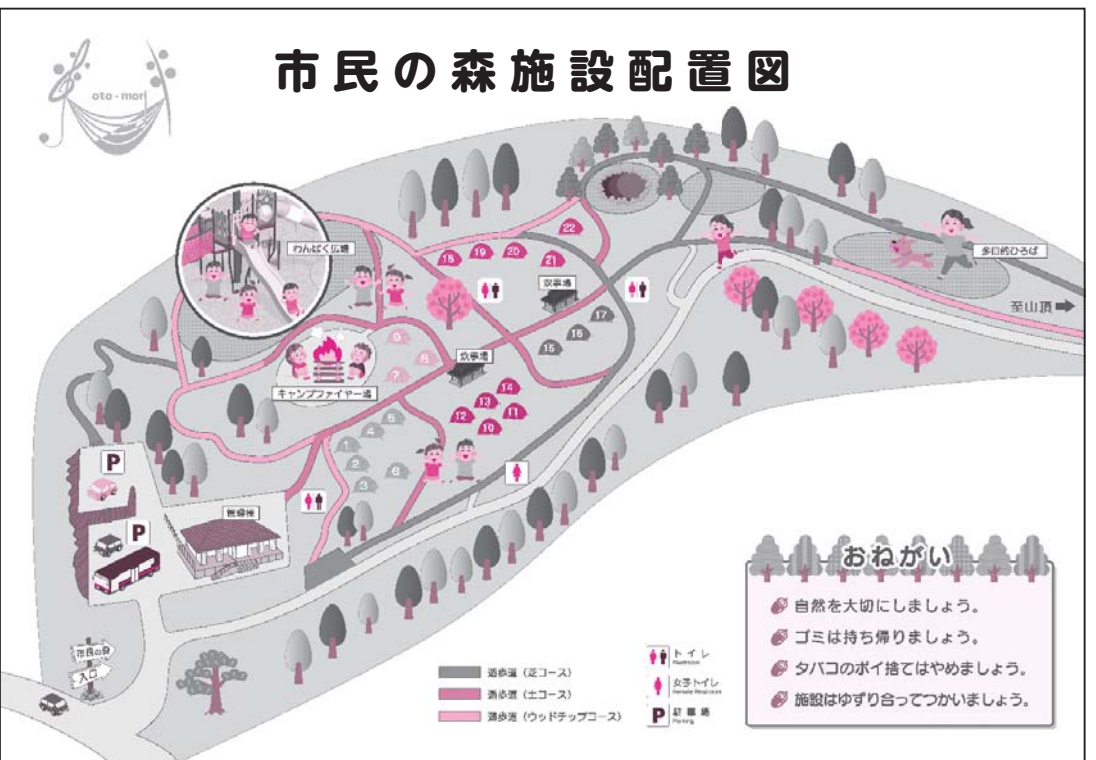 市民の森施設配置図
oto-mori
わんぱく広場
22
18
19
20
21
炊事場
多目的ひろば
至山頂
17
16
15
9
8
7
炊事場
キャンプファイヤー場
14
13
12
11
10
5
4
1
2
6
3
P
P
管理棟
市民の森
入口
遊歩道（芝コース）
遊歩道（土コース）
遊歩道（ウッドチップコース）
トイレ
Restroom
女子トイレ
Female Restroom
P 駐車場
Parking
おねがい
自然を大切にしましょう。
ゴミは持ち帰りましょう。
タバコのポイ捨てはやめましょう。
施設はゆずり合ってつかいましょう。